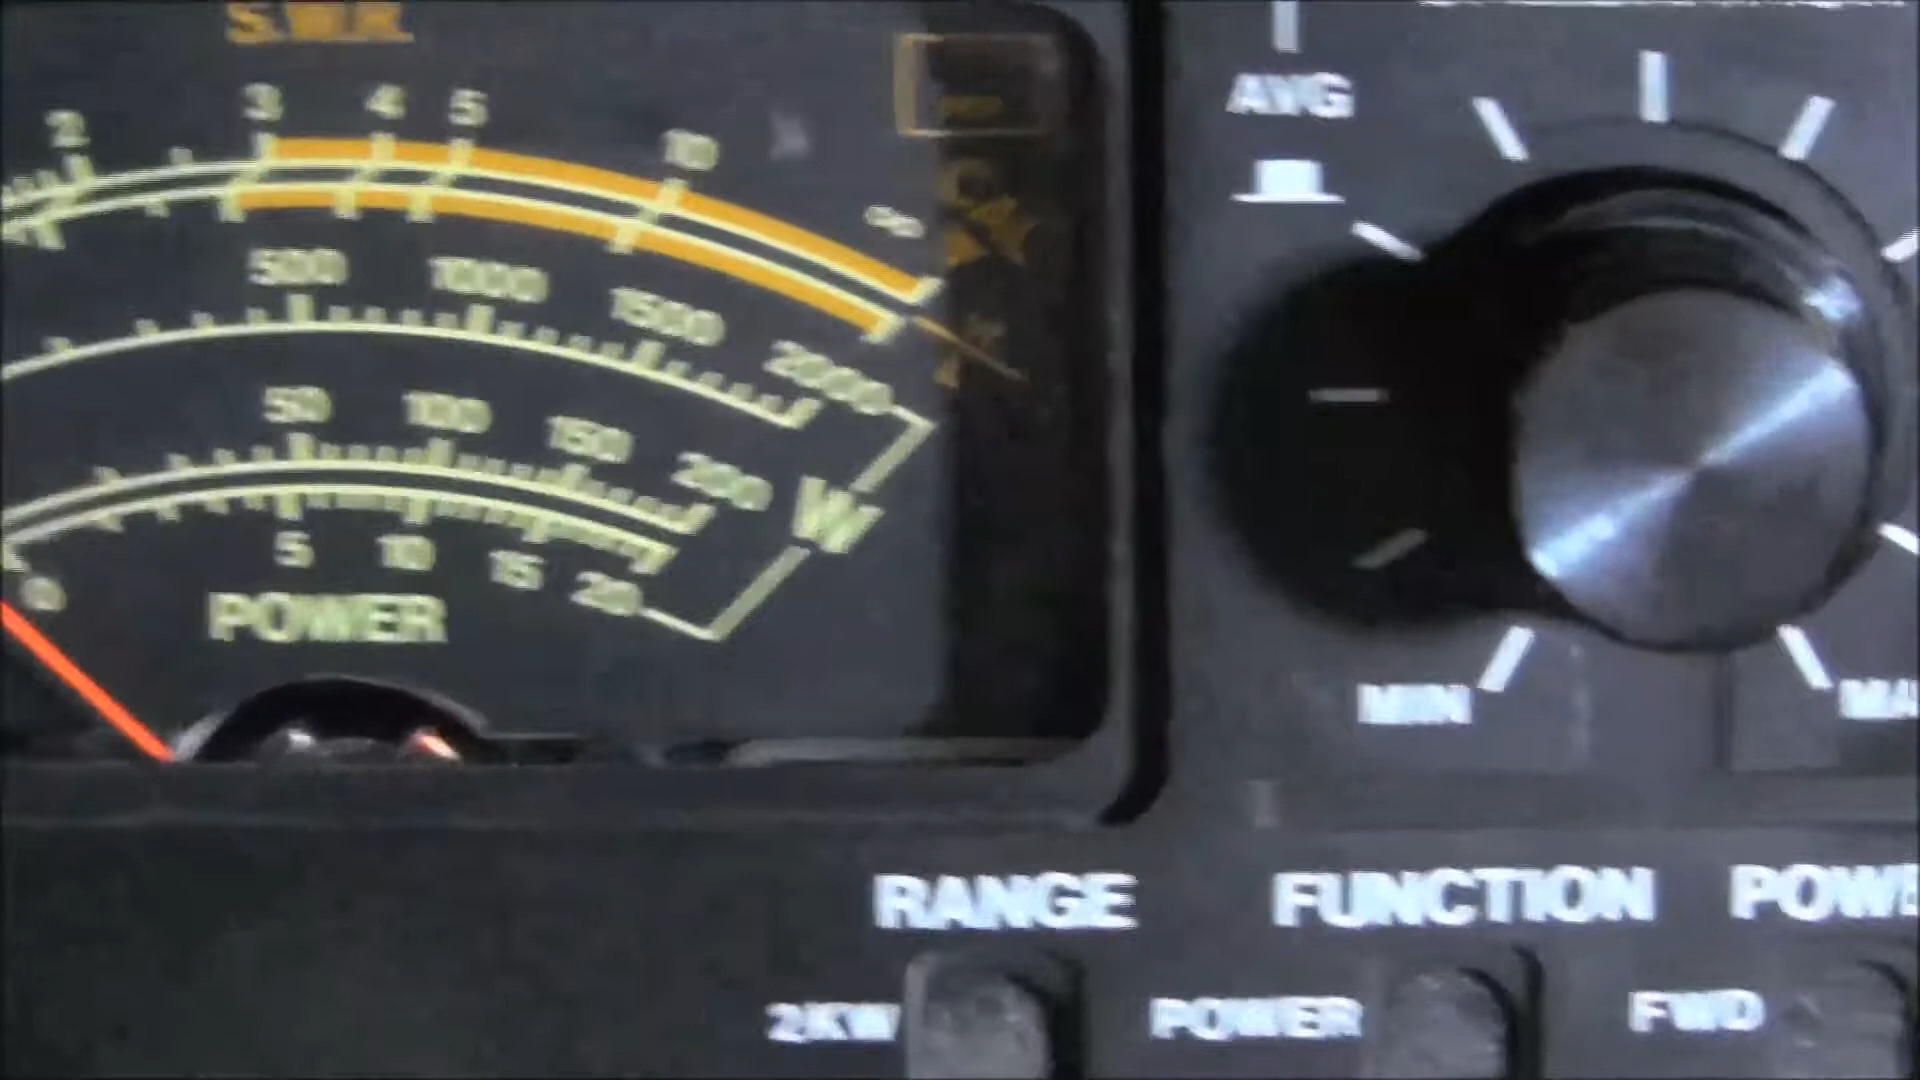 S.W.R.
AVG
2 3 4 5 10 ∞
500 1000 1500 2000
50 100 150 200
W
0 5 10 15 20
POWER
MIN
RANGE FUNCTION
2KW POWER FWD